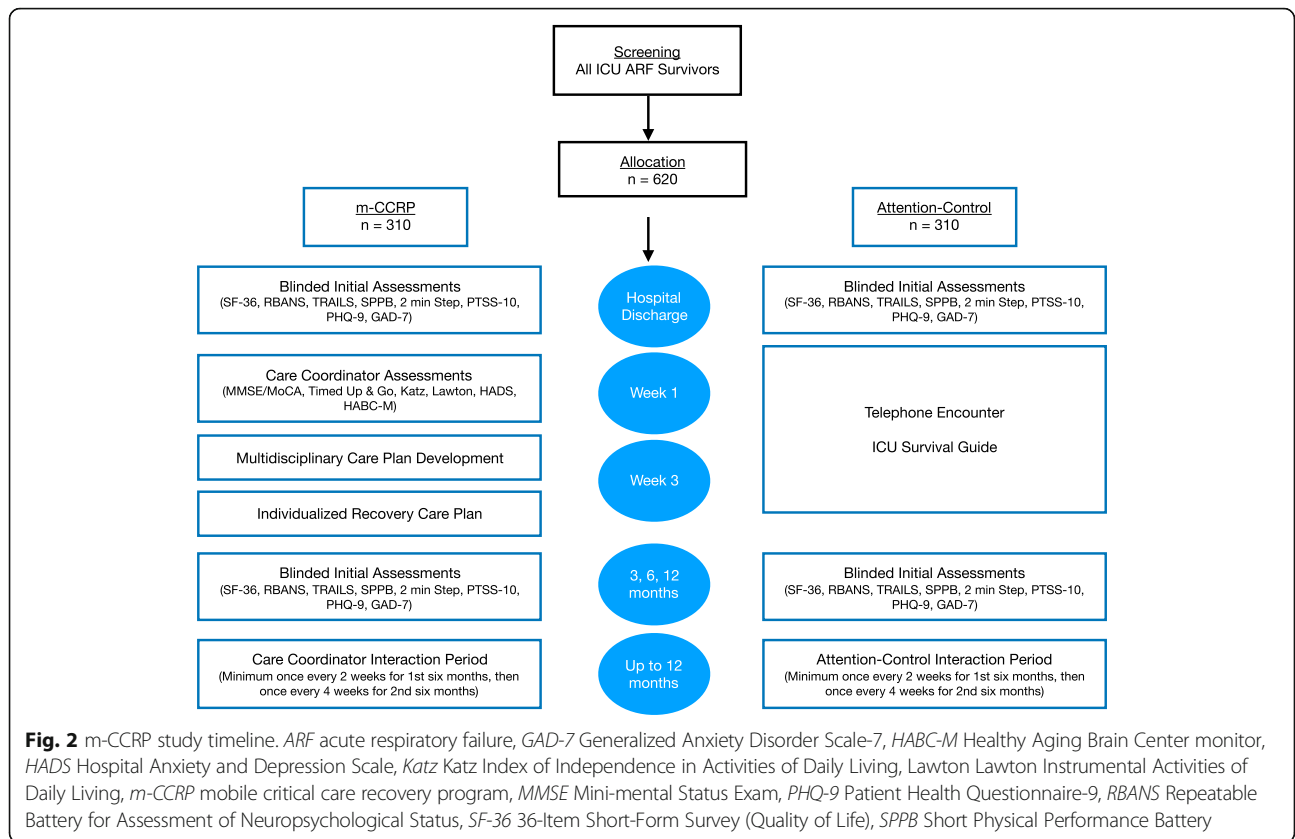 Screening
All ICU ARF Survivors
Allocation
n = 620
m-CCRP
n = 310
Attention-Control
n = 310
Blinded Initial Assessments
(SF-36, RBANS, TRAILS, SPPB, 2 min Step, PTSS-10,
PHQ-9, GAD-7)
Hospital
Discharge
Blinded Initial Assessments
(SF-36, RBANS, TRAILS, SPPB, 2 min Step, PTSS-10,
PHQ-9, GAD-7)
Care Coordinator Assessments
(MMSE/MoCA, Timed Up & Go, Katz, Lawton, HADS,
HABC-M)
Week 1
Telephone Encounter
ICU Survival Guide
Multidisciplinary Care Plan Development
Week 3
Individualized Recovery Care Plan
Blinded Initial Assessments
(SF-36, RBANS, TRAILS, SPPB, 2 min Step, PTSS-10,
PHQ-9, GAD-7)
3, 6, 12
months
Blinded Initial Assessments
(SF-36, RBANS, TRAILS, SPPB, 2 min Step, PTSS-10,
PHQ-9, GAD-7)
Care Coordinator Interaction Period
(Minimum once every 2 weeks for 1st six months, then
once every 4 weeks for 2nd six months)
Up to 12
months
Attention-Control Interaction Period
(Minimum once every 2 weeks for 1st six months, then
once every 4 weeks for 2nd six months)
Fig. 2 m-CCRP study timeline. ARF acute respiratory failure, GAD-7 Generalized Anxiety Disorder Scale-7, HABC-M Healthy Aging Brain Center monitor,
HADS Hospital Anxiety and Depression Scale, Katz Katz Index of Independence in Activities of Daily Living, Lawton Lawton Instrumental Activities of
Daily Living, m-CCRP mobile critical care recovery program, MMSE Mini-mental Status Exam, PHQ-9 Patient Health Questionnaire-9, RBANS Repeatable
Battery for Assessment of Neuropsychological Status, SF-36 36-Item Short-Form Survey (Quality of Life), SPPB Short Physical Performance Battery